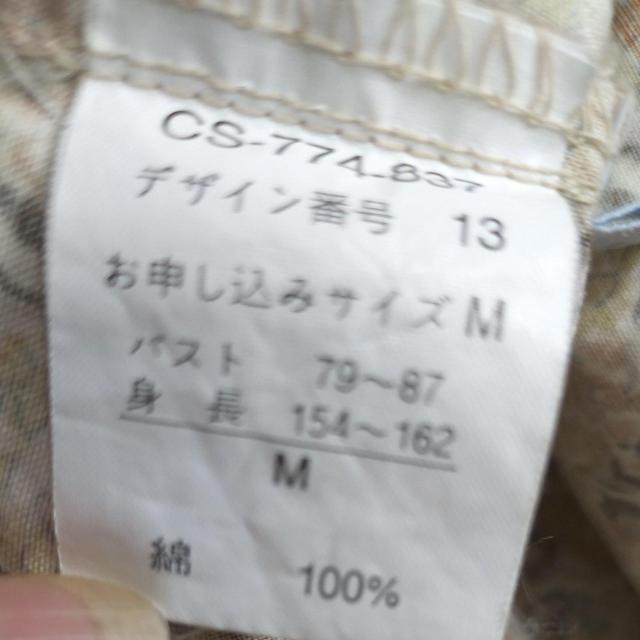 CS-774-837
デザイン番号 13
お申し込みサイズ M
バスト 79～87
身長 154～162
M
綿 100%